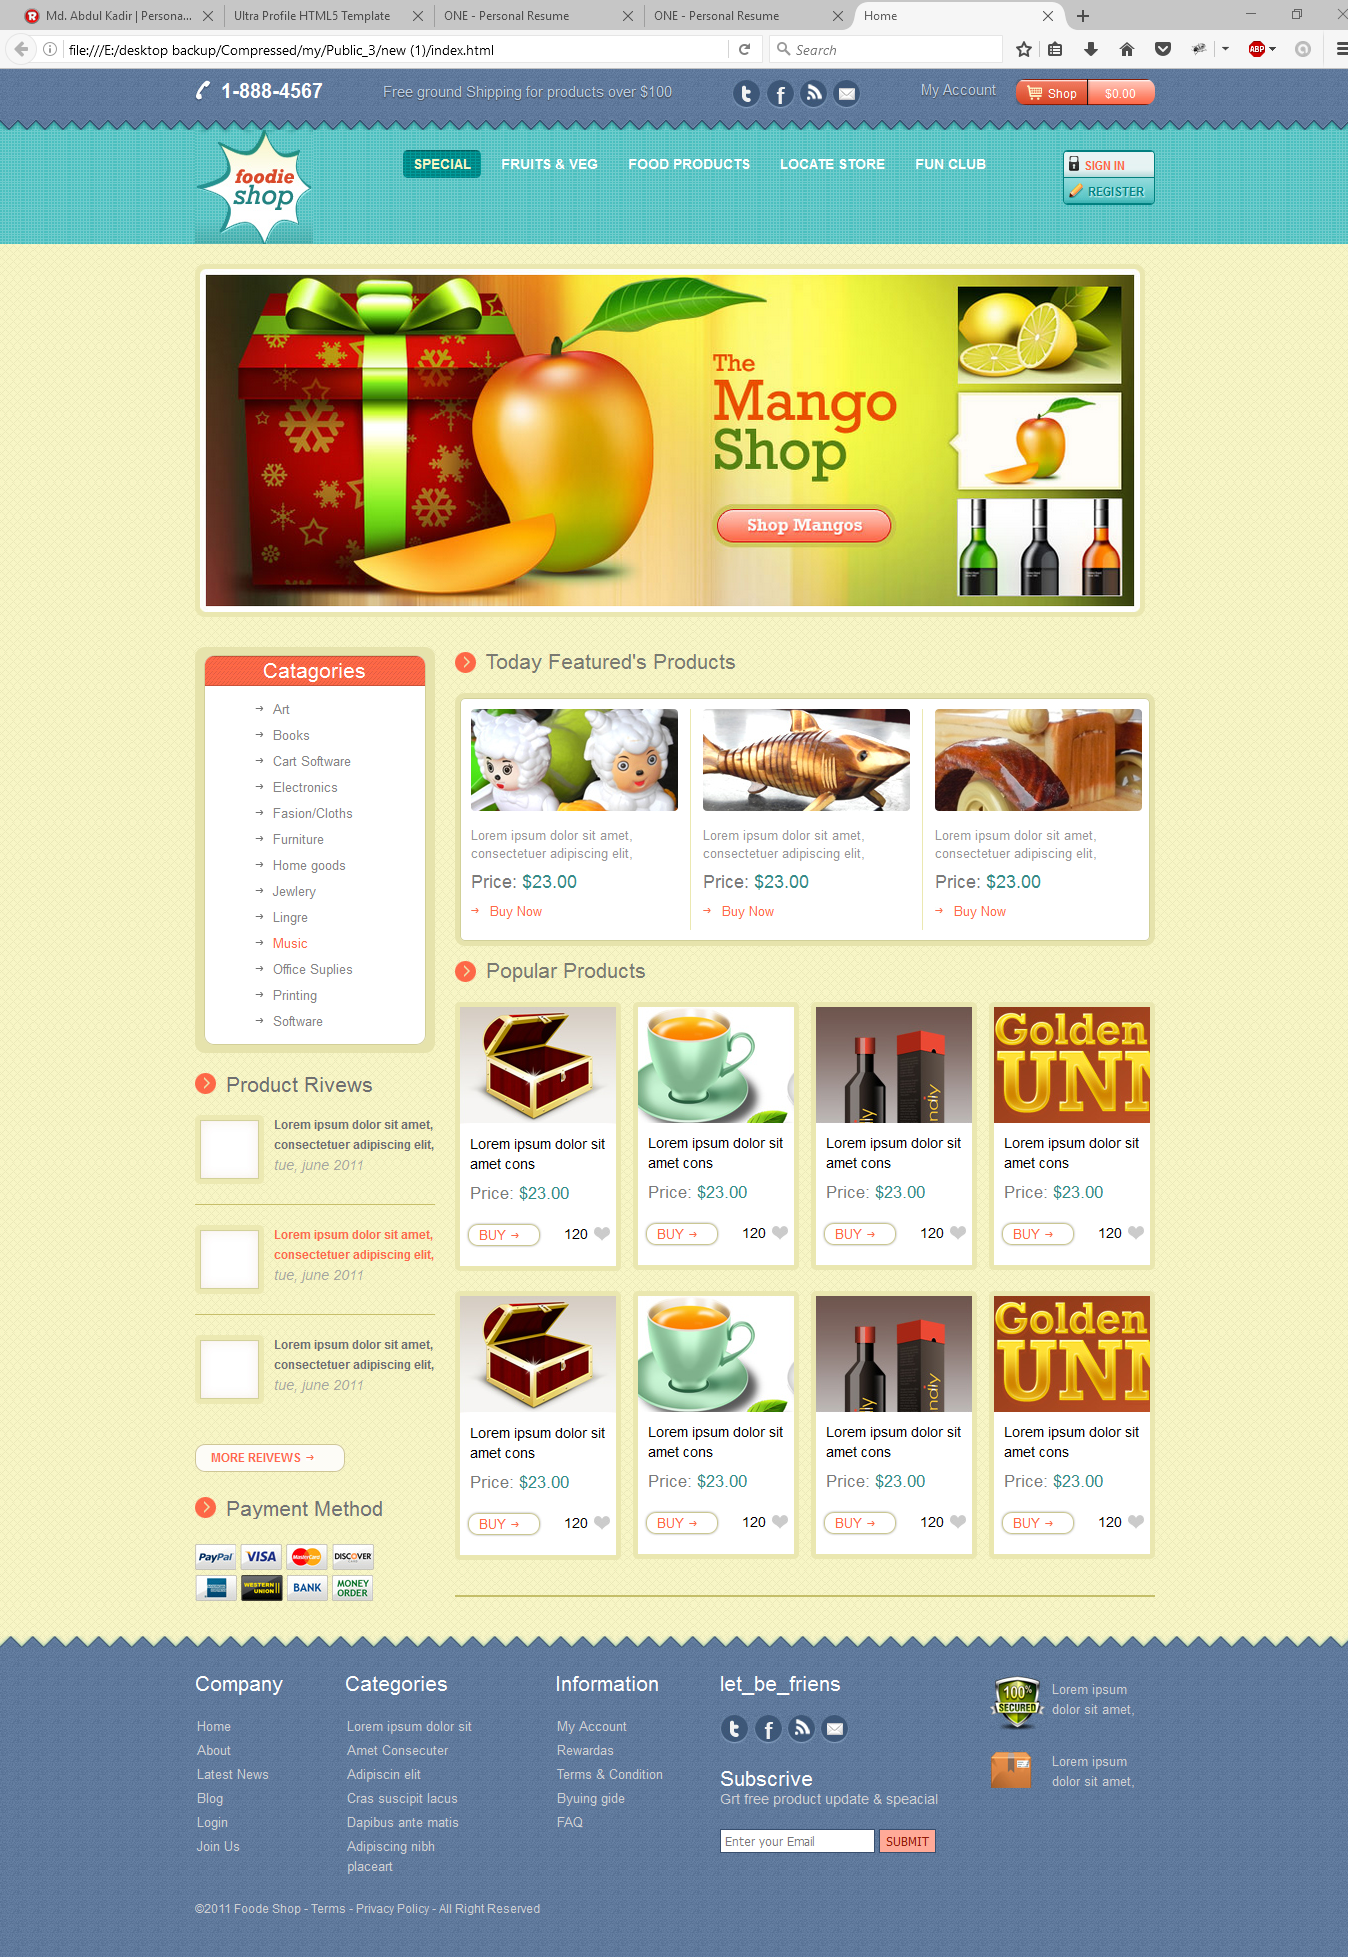 Md. Abdul Kadir | Persona...
Ultra Profile HTML5 Template
ONE - Personal Resume
ONE - Personal Resume
Home
file:///E:/desktop backup/Compressed/my/Public_3/new (1)/index.html
Search
ABP
1-888-4567
Free ground Shipping for products over $100
My Account
Shop
$0.00
foodie
shop
SPECIAL
FRUITS & VEG
FOOD PRODUCTS
LOCATE STORE
FUN CLUB
SIGN IN
REGISTER
The
Mango
Shop
Shop Mangos
Catagories
Art
Books
Cart Software
Electronics
Fasion/Cloths
Furniture
Home goods
Jewlery
Lingre
Music
Office Suplies
Printing
Software
Product Rivews
Lorem ipsum dolor sit amet,
consectetuer adipiscing elit,
tue, june 2011
Lorem ipsum dolor sit amet,
consectetuer adipiscing elit,
tue, june 2011
Lorem ipsum dolor sit amet,
consectetuer adipiscing elit,
tue, june 2011
MORE REIVEWS
Payment Method
PayPal VISA MasterCard DISCOVER
WESTERN UNION BANK MONEY ORDER
Today Featured's Products
Lorem ipsum dolor sit amet,
consectetuer adipiscing elit,
Price: $23.00
Buy Now
Lorem ipsum dolor sit amet,
consectetuer adipiscing elit,
Price: $23.00
Buy Now
Lorem ipsum dolor sit amet,
consectetuer adipiscing elit,
Price: $23.00
Buy Now
Popular Products
Lorem ipsum dolor sit
amet cons
Price: $23.00
BUY 120
Lorem ipsum dolor sit
amet cons
Price: $23.00
BUY 120
ndiy
Lorem ipsum dolor sit
amet cons
Price: $23.00
BUY 120
Golden
UNN
Lorem ipsum dolor sit
amet cons
Price: $23.00
BUY 120
Lorem ipsum dolor sit
amet cons
Price: $23.00
BUY 120
Lorem ipsum dolor sit
amet cons
Price: $23.00
BUY 120
ndiy
Lorem ipsum dolor sit
amet cons
Price: $23.00
BUY 120
Golden
UNN
Lorem ipsum dolor sit
amet cons
Price: $23.00
BUY 120
Company
Home
About
Latest News
Blog
Login
Join Us
Categories
Lorem ipsum dolor sit
Amet Consecuter
Adipiscin elit
Cras suscipit lacus
Dapibus ante matis
Adipiscing nibh
placeart
Information
My Account
Rewardas
Terms & Condition
Byuing gide
FAQ
let_be_friens
Subscrive
Grt free product update & speacial
Enter your Email
SUBMIT
100%
SECURED
Lorem ipsum
dolor sit amet,
Lorem ipsum
dolor sit amet,
©2011 Foode Shop - Terms - Privacy Policy - All Right Reserved